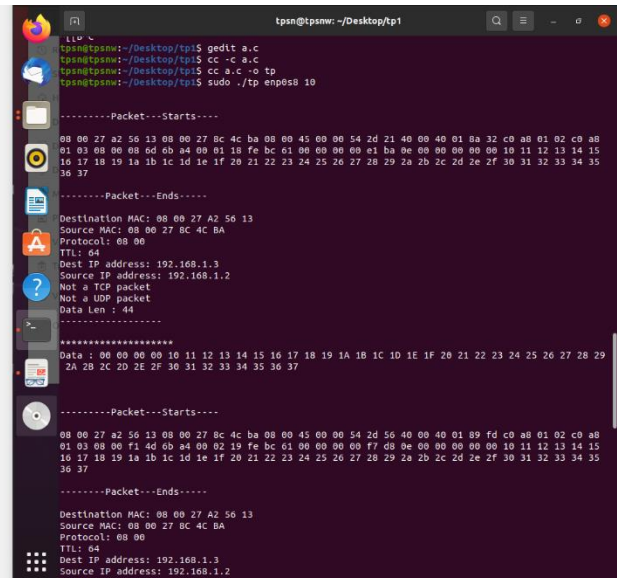 tpsn@tpsnw: ~/Desktop/tp1
tpsn@tpsnw:~/Desktop/tp1$ gedit a.c
tpsn@tpsnw:~/Desktop/tp1$ cc -c a.c
tpsn@tpsnw:~/Desktop/tp1$ cc a.c -o tp
tpsn@tpsnw:~/Desktop/tp1$ sudo ./tp enp0s8 10
---------Packet---Starts----
08 00 27 a2 56 13 08 00 27 8c 4c ba 08 00 45 00 00 54 2d 21 40 00 40 01 8a 32 c0 a8 01 02 c0 a8
01 03 08 00 08 6d 6b a4 00 01 18 fe bc 61 00 00 00 00 e1 ba 0e 00 00 00 00 00 10 11 12 13 14 15
16 17 18 19 1a 1b 1c 1d 1e 1f 20 21 22 23 24 25 26 27 28 29 2a 2b 2c 2d 2e 2f 30 31 32 33 34 35
36 37
--------Packet---Ends-----
Destination MAC: 08 00 27 A2 56 13
Source MAC: 08 00 27 8C 4C BA
Protocol: 08 00
TTL: 64
Dest IP address: 192.168.1.3
Source IP address: 192.168.1.2
Not a TCP packet
Not a UDP packet
Data Len : 44
------------------
********************
Data : 00 00 00 00 10 11 12 13 14 15 16 17 18 19 1A 1B 1C 1D 1E 1F 20 21 22 23 24 25 26 27 28 29
2A 2B 2C 2D 2E 2F 30 31 32 33 34 35 36 37
---------Packet---Starts----
08 00 27 a2 56 13 08 00 27 8c 4c ba 08 00 45 00 00 54 2d 56 40 00 40 01 89 fd c0 a8 01 02 c0 a8
01 03 08 00 f1 4d 6b a4 00 02 19 fe bc 61 00 00 00 00 f7 d8 0e 00 00 00 00 00 10 11 12 13 14 15
16 17 18 19 1a 1b 1c 1d 1e 1f 20 21 22 23 24 25 26 27 28 29 2a 2b 2c 2d 2e 2f 30 31 32 33 34 35
36 37
--------Packet---Ends-----
Destination MAC: 08 00 27 A2 56 13
Source MAC: 08 00 27 8C 4C BA
Protocol: 08 00
TTL: 64
Dest IP address: 192.168.1.3
Source IP address: 192.168.1.2